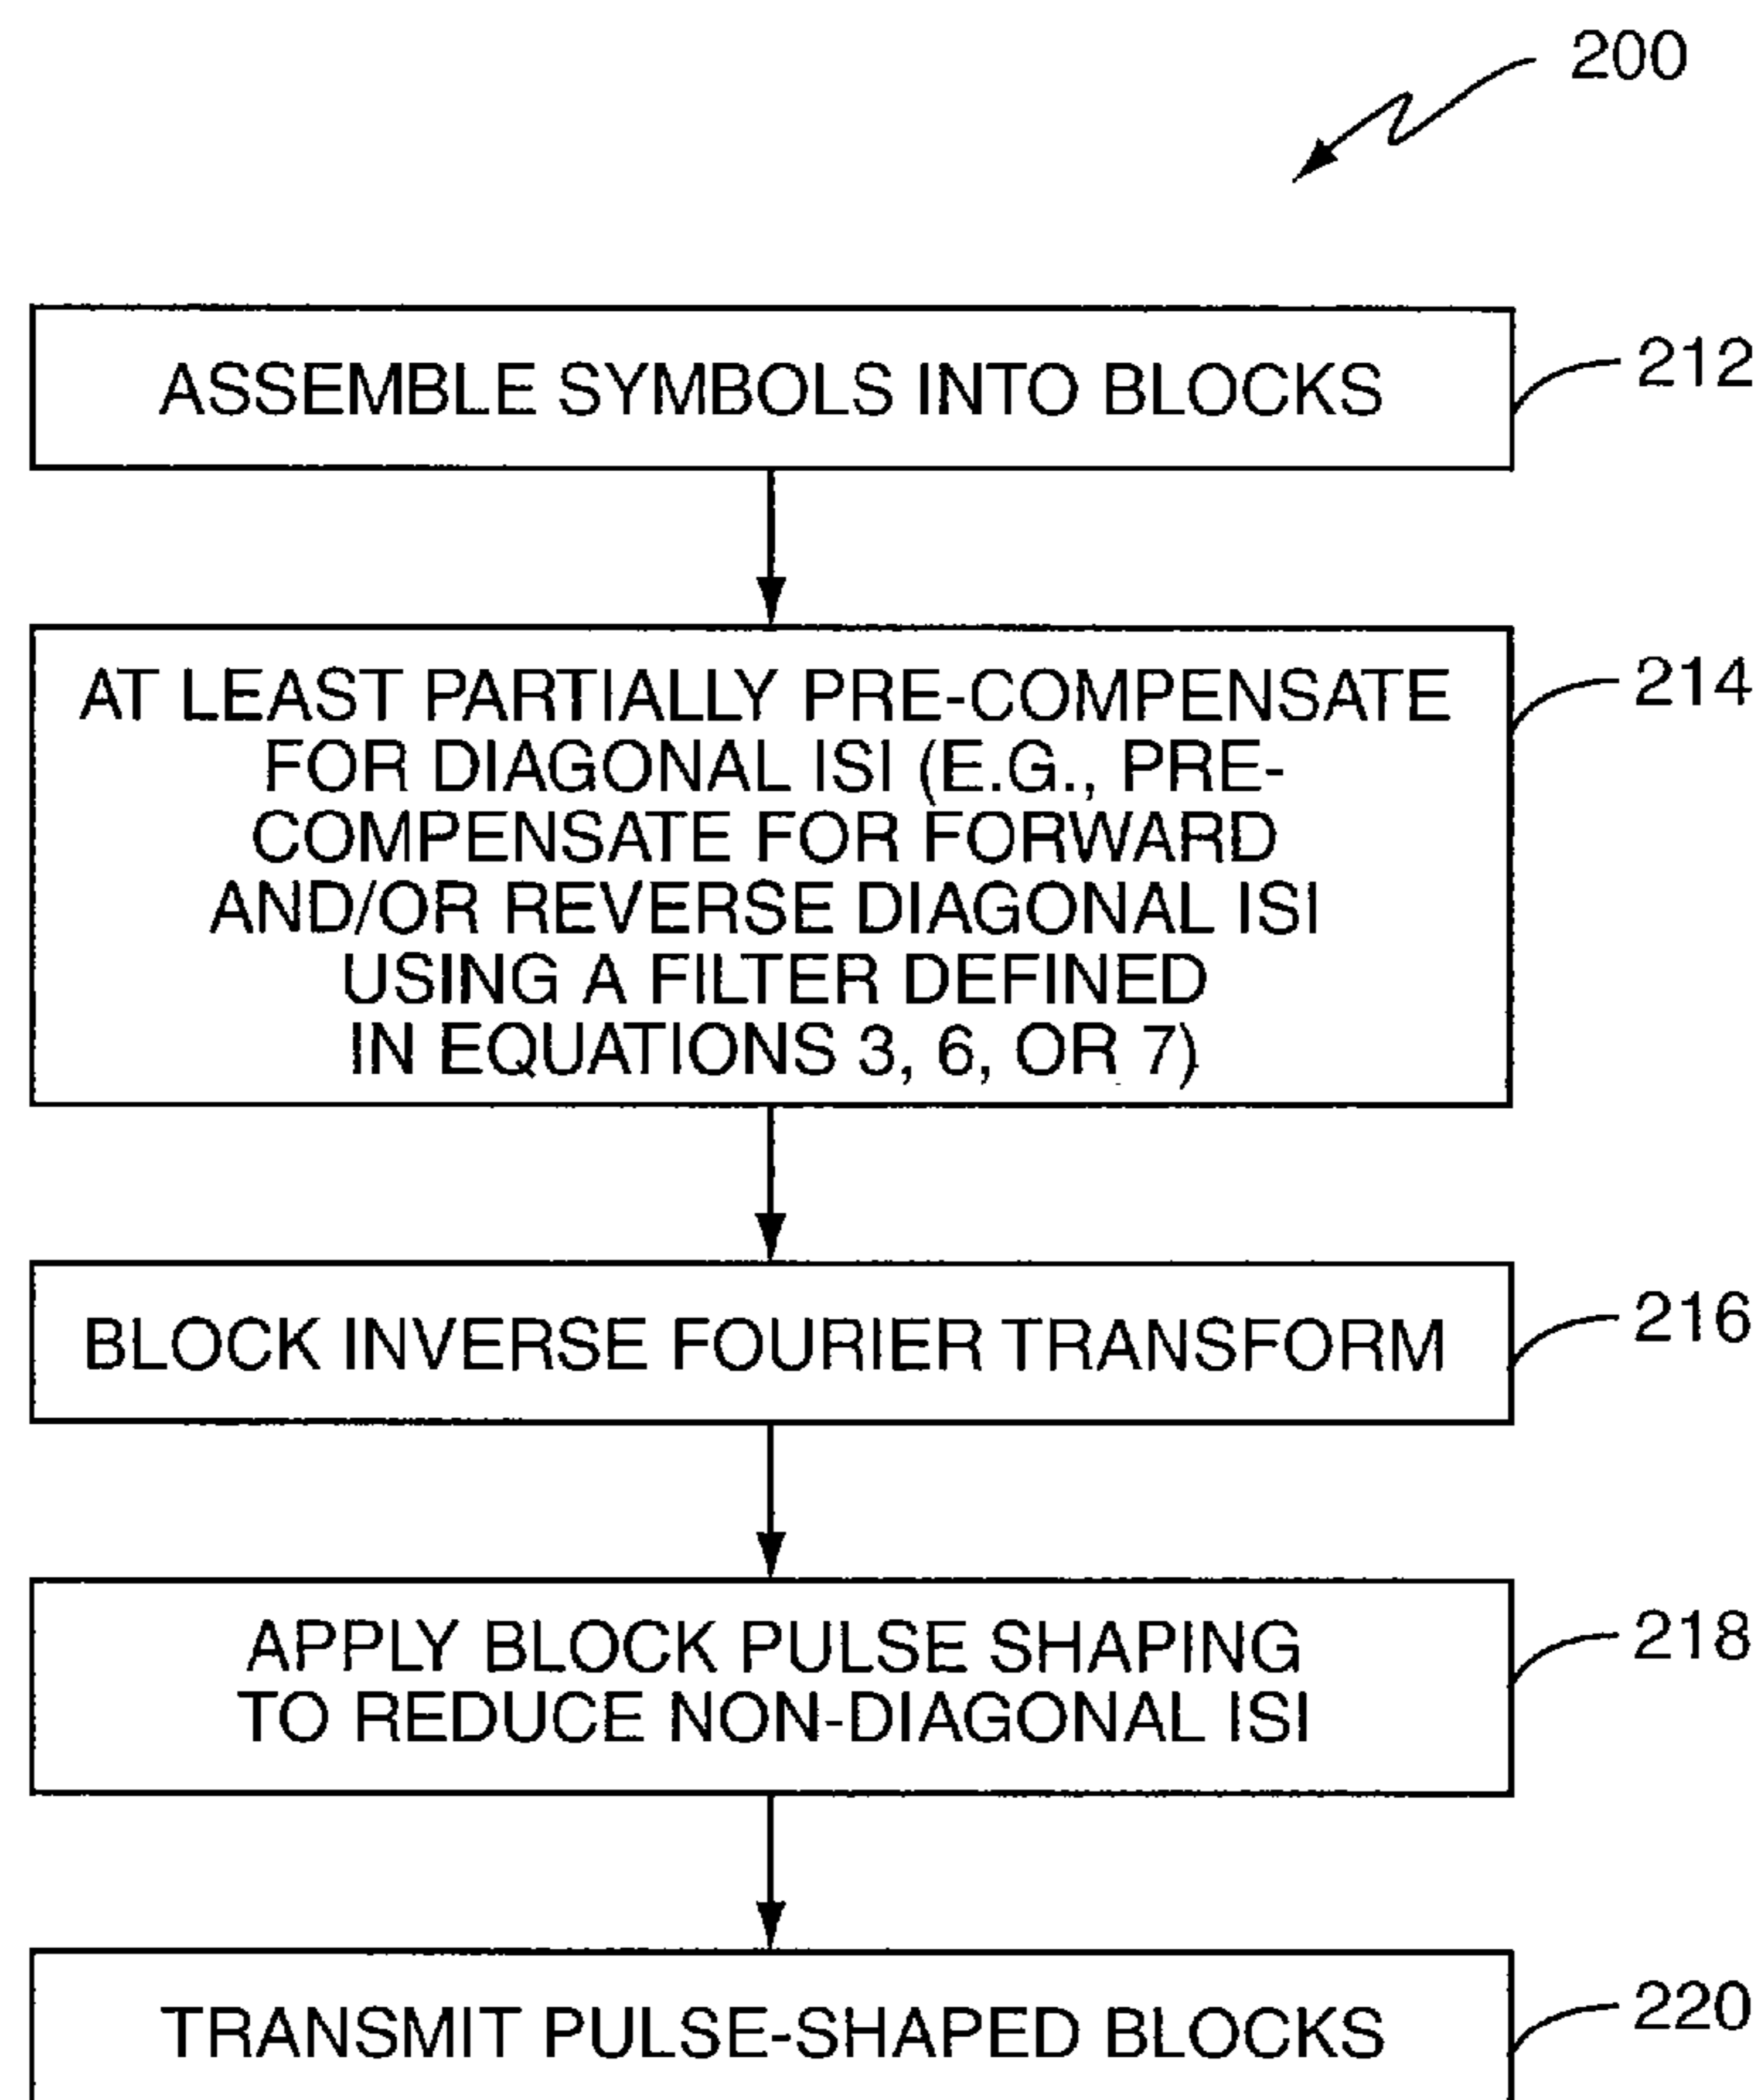 200
ASSEMBLE SYMBOLS INTO BLOCKS
212
AT LEAST PARTIALLY PRE-COMPENSATE
FOR DIAGONAL ISI (E.G., PRE-
COMPENSATE FOR FORWARD
AND/OR REVERSE DIAGONAL ISI
USING A FILTER DEFINED
IN EQUATIONS 3, 6, OR 7)
214
BLOCK INVERSE FOURIER TRANSFORM
216
APPLY BLOCK PULSE SHAPING
TO REDUCE NON-DIAGONAL ISI
218
TRANSMIT PULSE-SHAPED BLOCKS
220